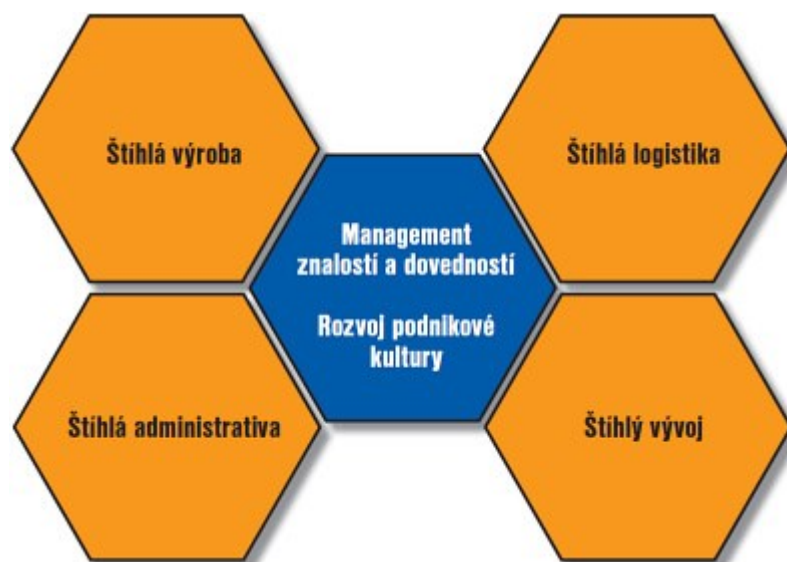 Štíhlá výroba
Štíhlá logistika
Management
znalostí a dovedností
Rozvoj podnikové
kultury
Štíhlá administrativa
Štíhlý vývoj